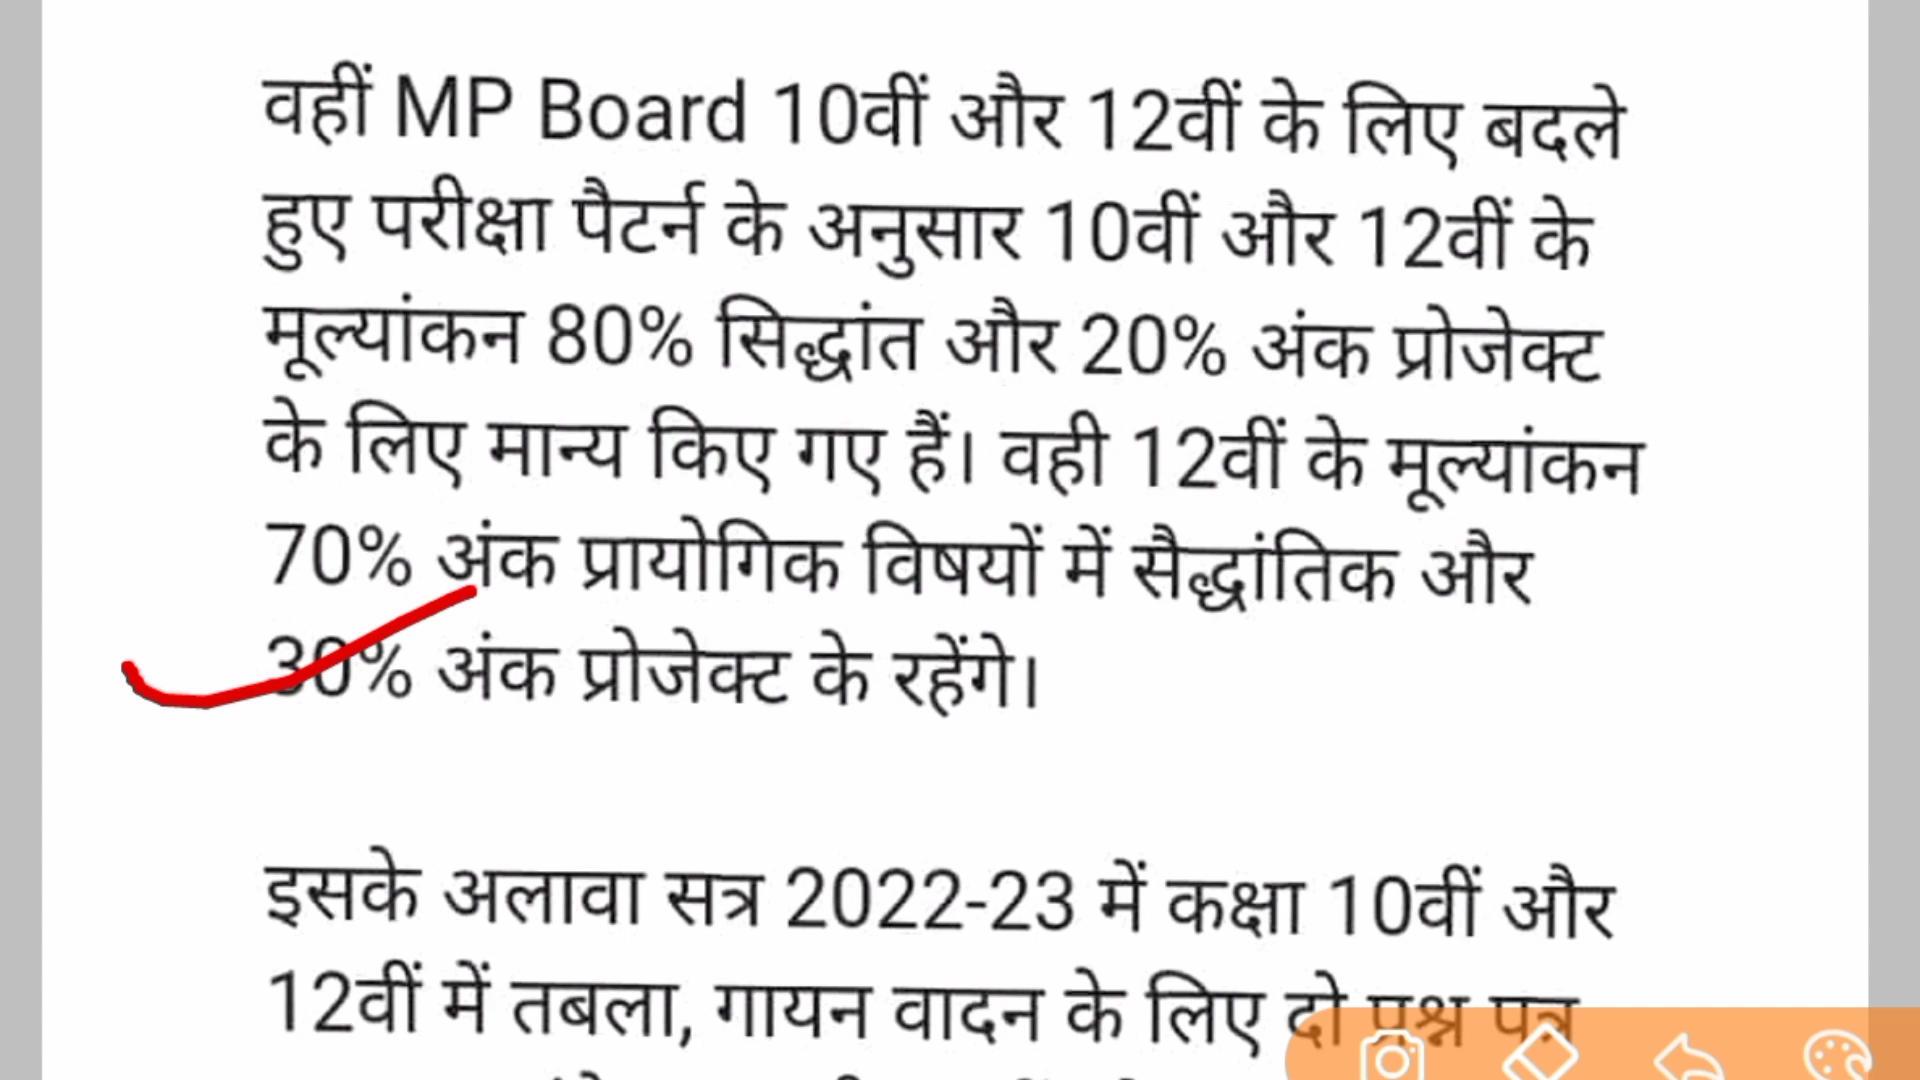 वहीं MP Board 10वीं और 12वीं के लिए बदले
हुए परीक्षा पैटर्न के अनुसार 10वीं और 12वीं के
मूल्यांकन 80% सिद्धांत और 20% अंक प्रोजेक्ट
के लिए मान्य किए गए हैं। वही 12वीं के मूल्यांकन
70% अंक प्रायोगिक विषयों में सैद्धांतिक और
30% अंक प्रोजेक्ट के रहेंगे।
इसके अलावा सत्र 2022-23 में कक्षा 10वीं और
12वीं में तबला, गायन वादन के लिए दो प्रश्न पत्र